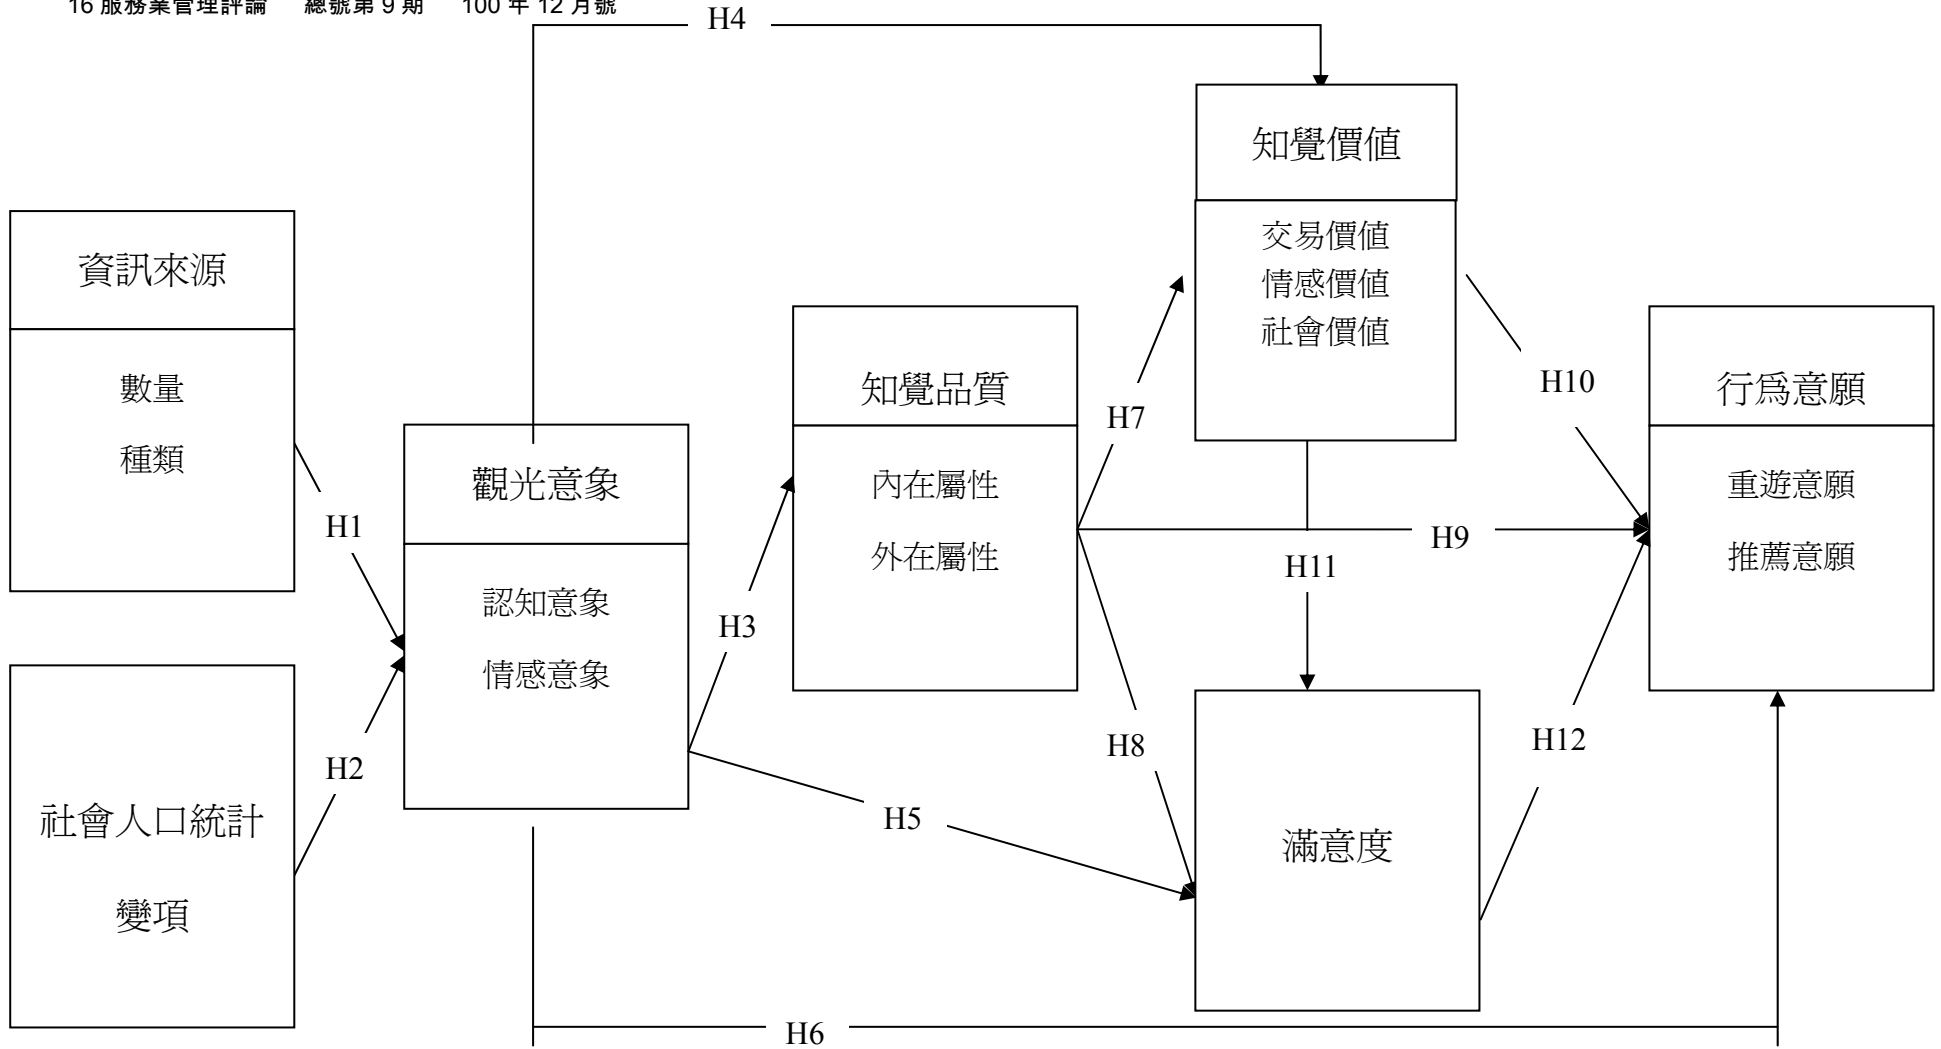 16 服務業管理評論 總號第 9 期 100 年 12 月號
H4
知覺價值
交易價值
情感價值
社會價值
資訊來源
數量
種類
H1
社會人口統計
變項
H2
觀光意象
認知意象
情感意象
H3
H5
H6
知覺品質
內在屬性
外在屬性
H7
H8
H9
H10
H11
H12
滿意度
行為意願
重遊意願
推薦意願